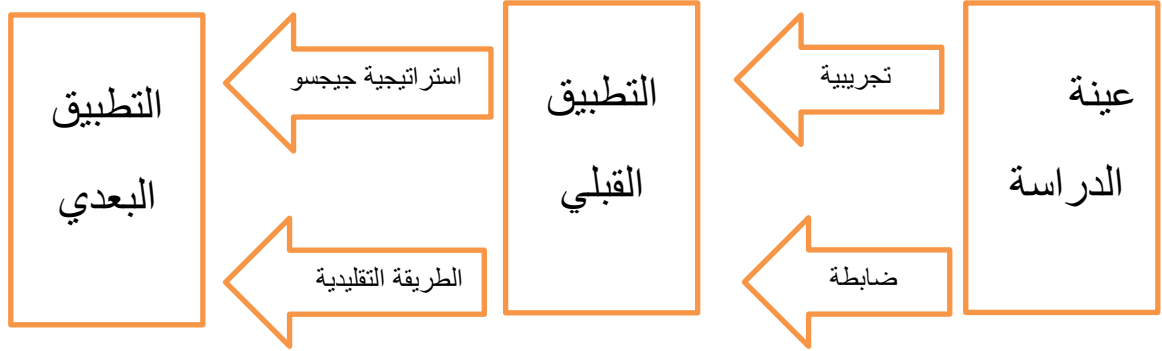 عينة
الدراسة
تجريبية
ضابطة
التطبيق
القبلي
استراتيجية جيجسو
الطريقة التقليدية
التطبيق
البعدي